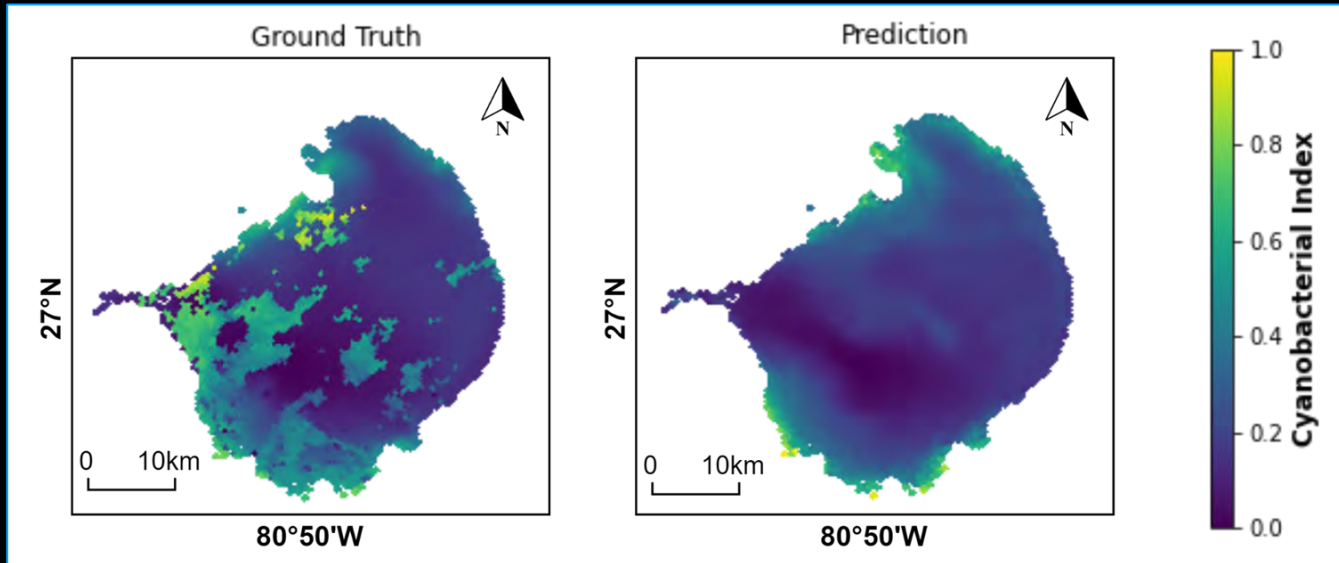 Ground Truth
Prediction
N
N
27°N
27°N
0 10km
0 10km
80°50'W
80°50'W
1.0
0.8
0.6
0.4
0.2
0.0
Cyanobacterial Index